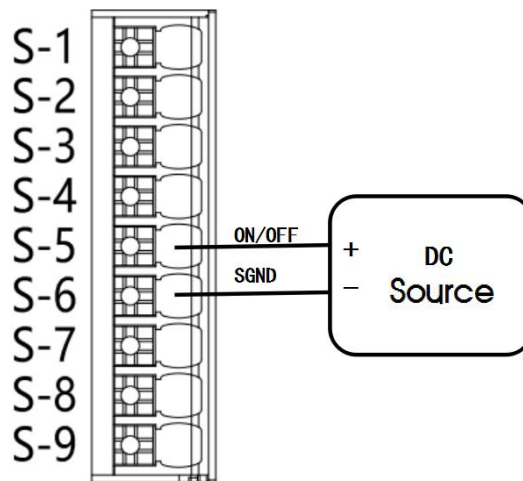 S-1
S-2
S-3
S-4
S-5
S-6
S-7
S-8
S-9
ON/OFF
SGND
+
−
DC
Source